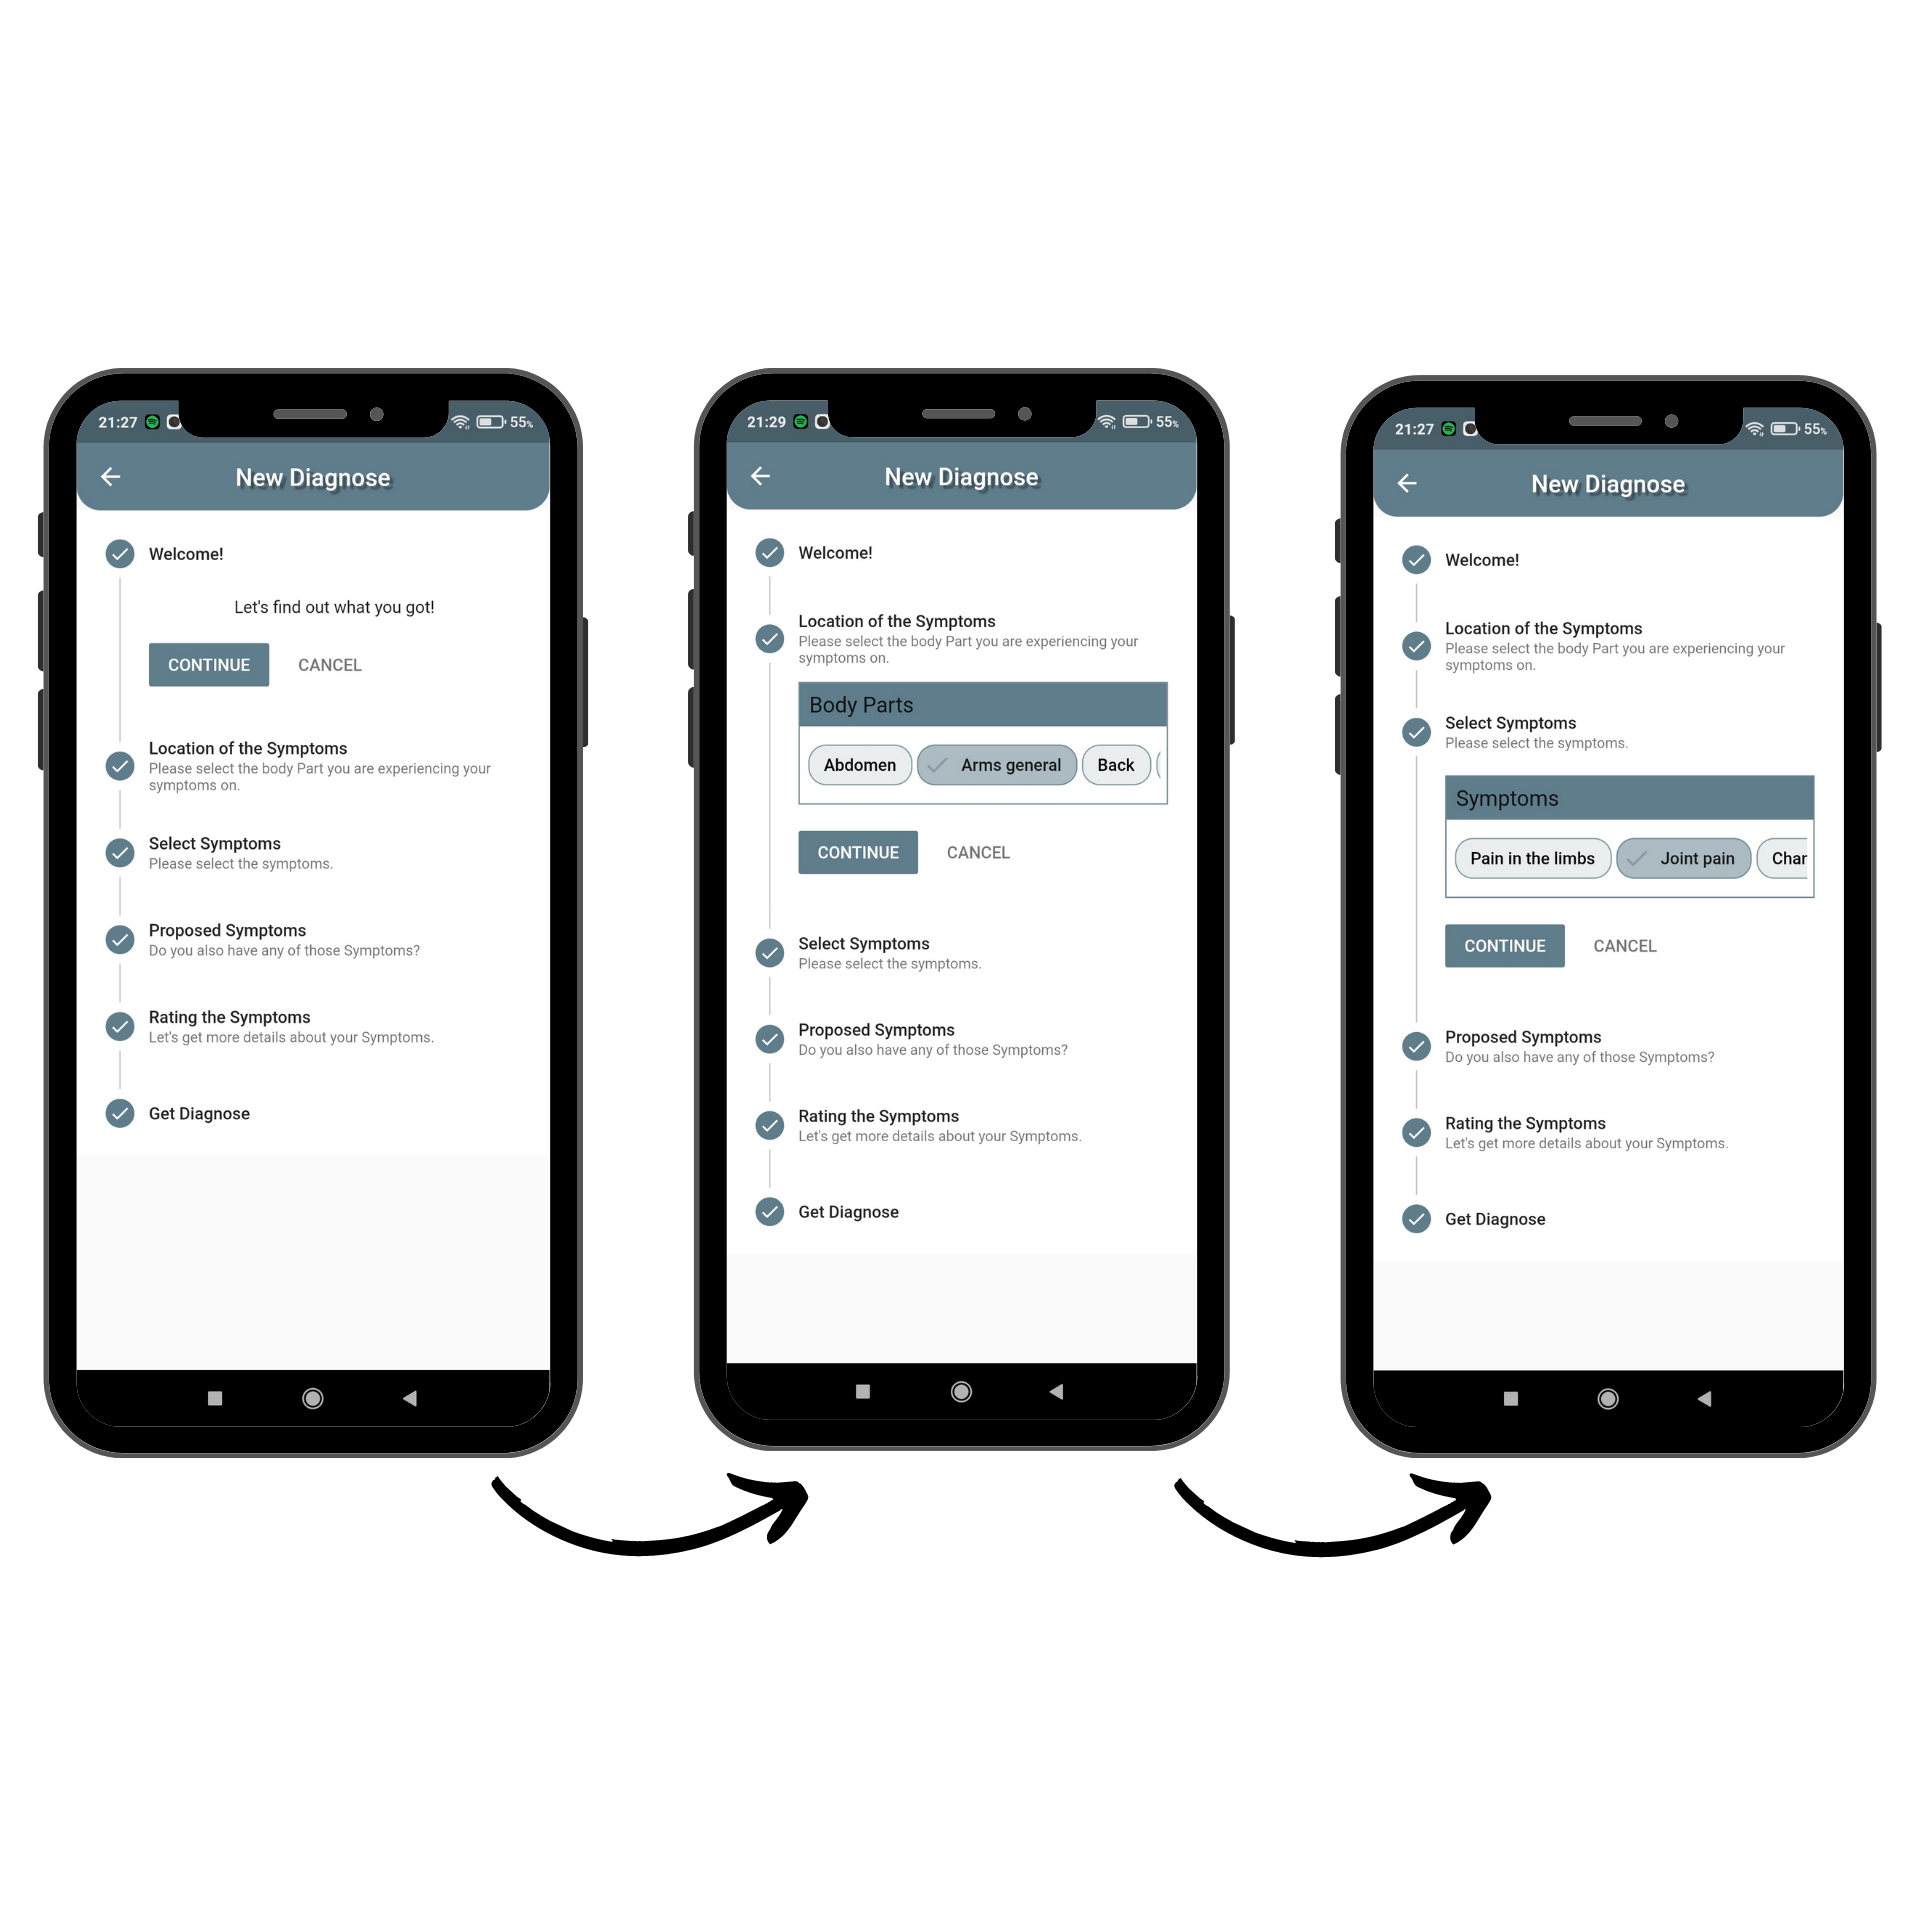 21:27
55%
New Diagnose
Welcome!
Let's find out what you got!
CONTINUE CANCEL
Location of the Symptoms
Please select the body Part you are experiencing your
symptoms on.
Select Symptoms
Please select the symptoms.
Proposed Symptoms
Do you also have any of those Symptoms?
Rating the Symptoms
Let's get more details about your Symptoms.
Get Diagnose
21:29
55%
New Diagnose
Welcome!
Location of the Symptoms
Please select the body Part you are experiencing your
symptoms on.
Body Parts
Abdomen Arms general Back
CONTINUE CANCEL
Select Symptoms
Please select the symptoms.
Proposed Symptoms
Do you also have any of those Symptoms?
Rating the Symptoms
Let's get more details about your Symptoms.
Get Diagnose
21:27
55%
New Diagnose
Welcome!
Location of the Symptoms
Please select the body Part you are experiencing your
symptoms on.
Select Symptoms
Please select the symptoms.
Symptoms
Pain in the limbs Joint pain Char
CONTINUE CANCEL
Proposed Symptoms
Do you also have any of those Symptoms?
Rating the Symptoms
Let's get more details about your Symptoms.
Get Diagnose